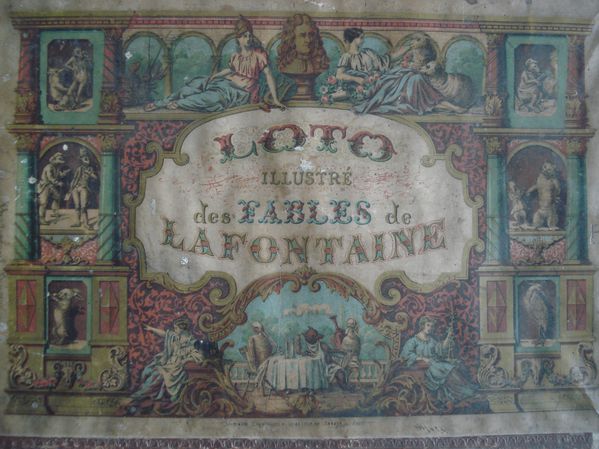 LOTO
ILLUSTRÉ
des FABLES de
LAFONTAINE